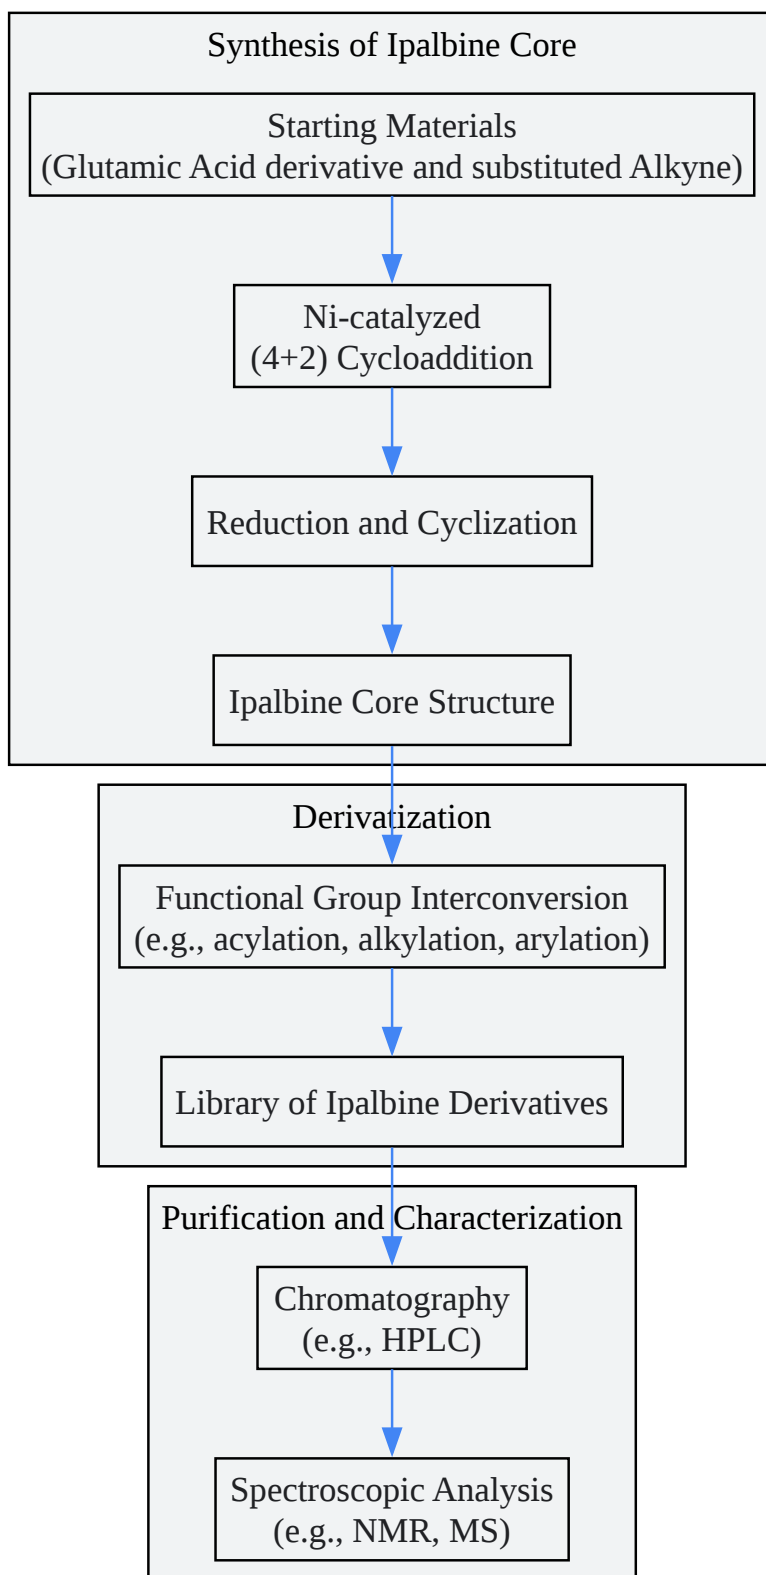 Synthesis of Ipalbine Core
Starting Materials
(Glutamic Acid derivative and substituted Alkyne)
Ni-catalyzed
(4+2) Cycloaddition
Reduction and Cyclization
Ipalbine Core Structure
Derivatization
Functional Group Interconversion
(e.g., acylation, alkylation, arylation)
Library of Ipalbine Derivatives
Purification and Characterization
Chromatography
(e.g., HPLC)
Spectroscopic Analysis
(e.g., NMR, MS)